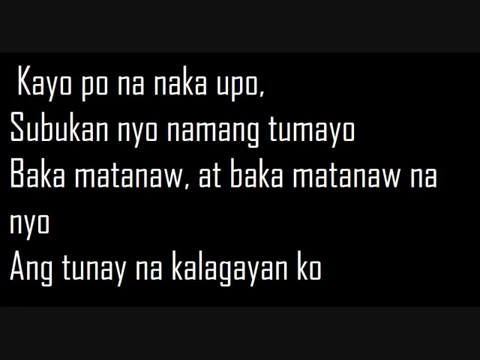 Kayo po na naka upo,
Subukan nyo namang tumayo
Baka matanaw, at baka matanaw na
nyo
Ang tunay na kalagayan ko